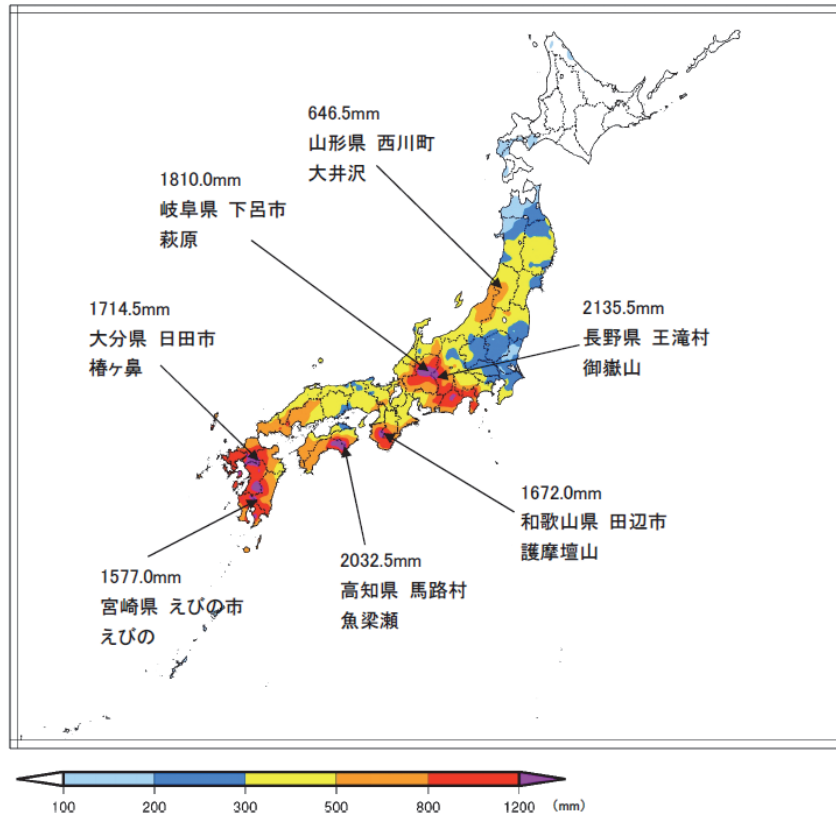 646.5mm
山形県 西川町
大井沢
1810.0mm
岐阜県 下呂市
萩原
1714.5mm
大分県 日田市
椿ヶ鼻
2135.5mm
長野県 王滝村
御嶽山
1672.0mm
和歌山県 田辺市
護摩壇山
2032.5mm
高知県 馬路村
魚梁瀬
1577.0mm
宮崎県 えびの市
えびの
100 200 300 500 800 1200 (mm)